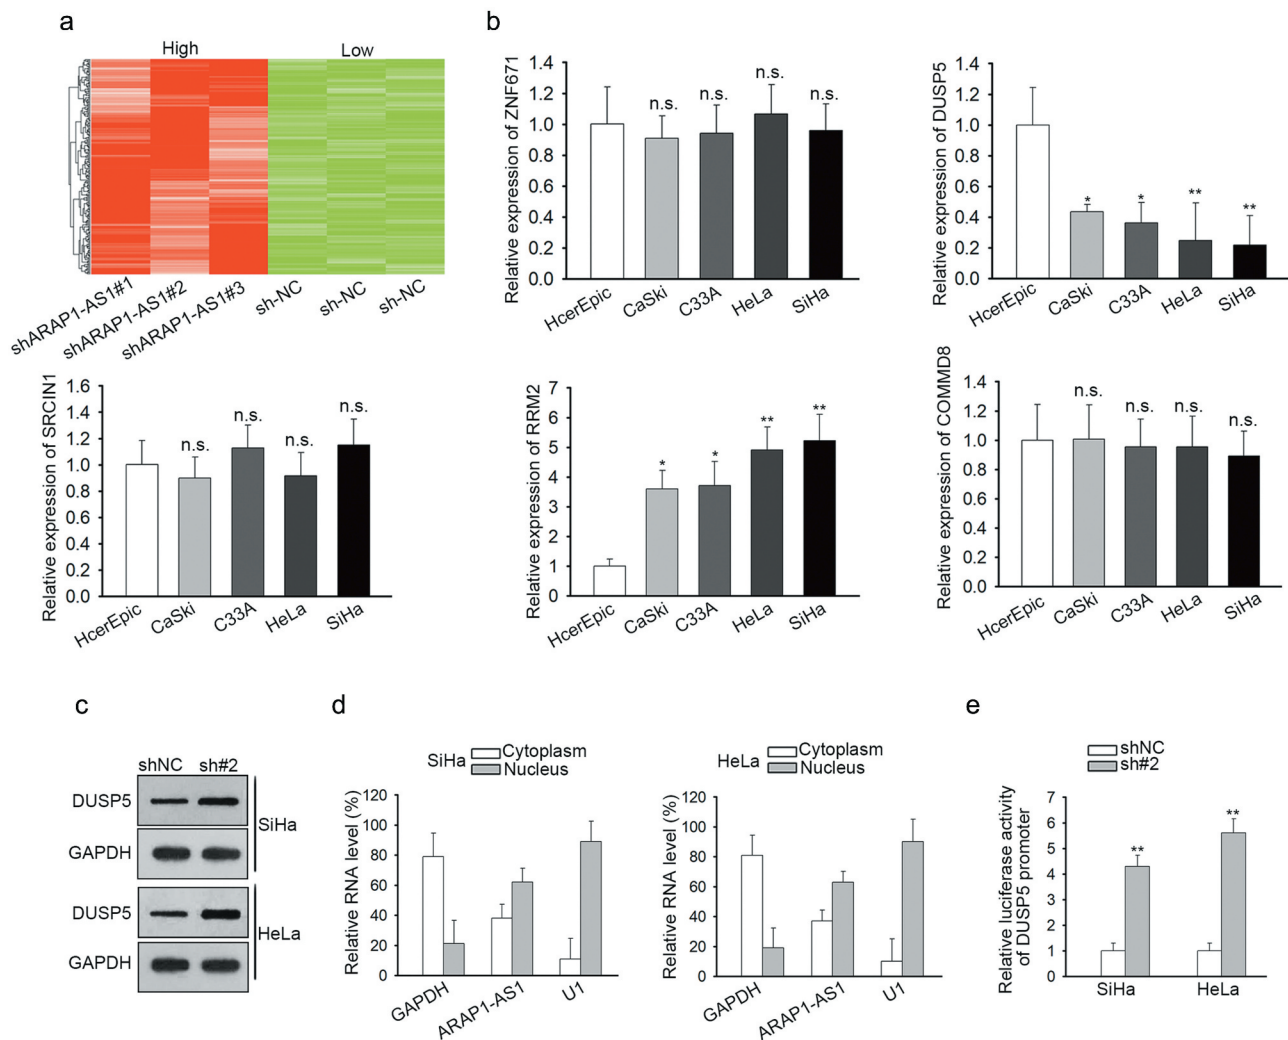 a
High Low
shARAP1-AS1#1
shARAP1-AS1#2
shARAP1-AS1#3
sh-NC
sh-NC
sh-NC
b
Relative expression of ZNF671
1.4
1.2
1.0
0.8
0.6
0.4
0.2
0.0
n.s. n.s. n.s. n.s.
HcerEpic CaSki C33A HeLa SiHa
Relative expression of DUSP5
1.4
1.2
1.0
0.8
0.6
0.4
0.2
0.0
* * ** **
HcerEpic CaSki C33A HeLa SiHa
Relative expression of SRCIN1
1.6
1.4
1.2
1.0
0.8
0.6
0.4
0.2
0.0
n.s. n.s. n.s. n.s.
HcerEpic CaSki C33A HeLa SiHa
Relative expression of RRM2
7
6
5
4
3
2
1
0
* * ** **
HcerEpic CaSki C33A HeLa SiHa
Relative expression of COMMD8
1.4
1.2
1.0
0.8
0.6
0.4
0.2
0.0
n.s. n.s. n.s. n.s.
HcerEpic CaSki C33A HeLa SiHa
c
shNC sh#2
DUSP5
GAPDH
SiHa
DUSP5
GAPDH
HeLa
d
SiHa
Cytoplasm
Nucleus
Relative RNA level (%)
120
100
80
60
40
20
0
GAPDH ARAP1-AS1 U1
HeLa
Cytoplasm
Nucleus
Relative RNA level (%)
120
100
80
60
40
20
0
GAPDH ARAP1-AS1 U1
e
shNC
sh#2
Relative luciferase activity
of DUSP5 promoter
7
6
5
4
3
2
1
0
** **
SiHa HeLa